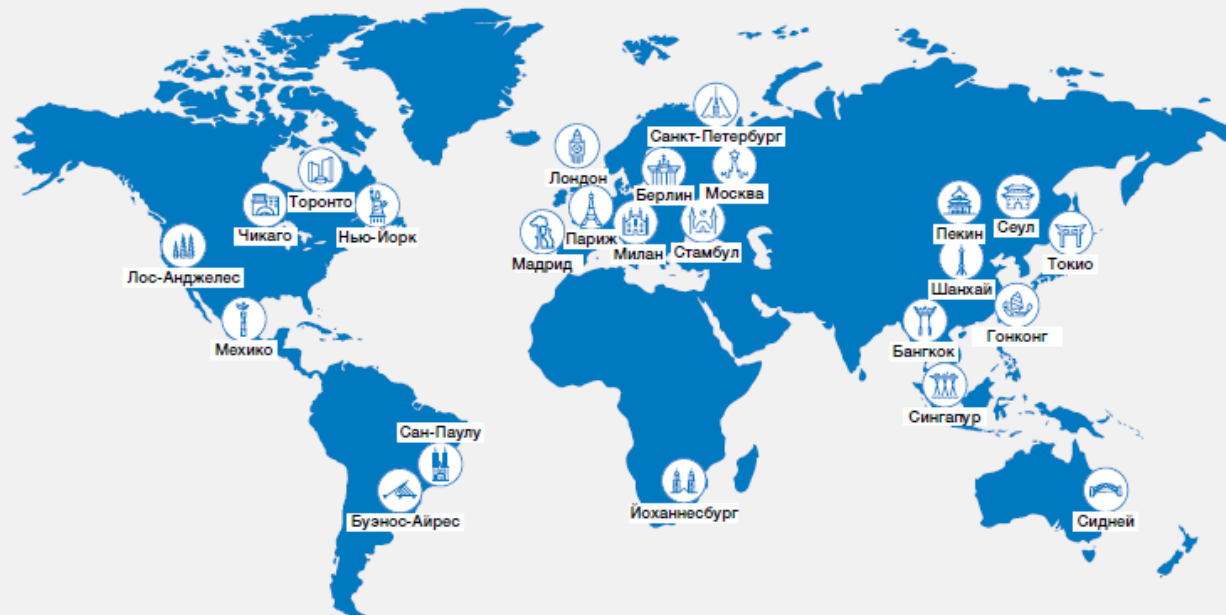 Санкт-Петербург
Лондон
Берлин
Москва
Торонто
Чикаго
Нью-Йорк
Париж
Милан
Стамбул
Мадрид
Пекин
Сеул
Токио
Лос-Анджелес
Шанхай
Гонконг
Мехико
Бангкок
Сингапур
Сан-Паулу
Буэнос-Айрес
Йоханнесбург
Сидней